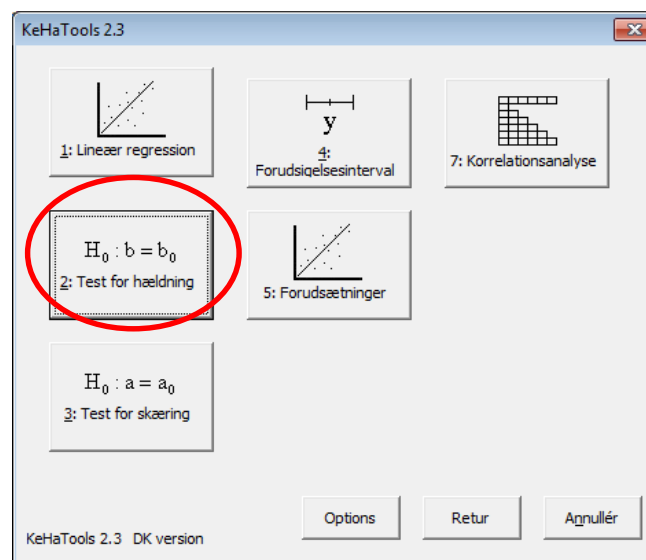 KeHaTools 2.3
1: Lineær regression
y
4:
Forudsigelsesinterval
7: Korrelationsanalyse
H₀ : b = b₀
2: Test for hældning
5: Forudsætninger
H₀ : a = a₀
3: Test for skæring
Options
Retur
Annullér
KeHaTools 2.3 DK version